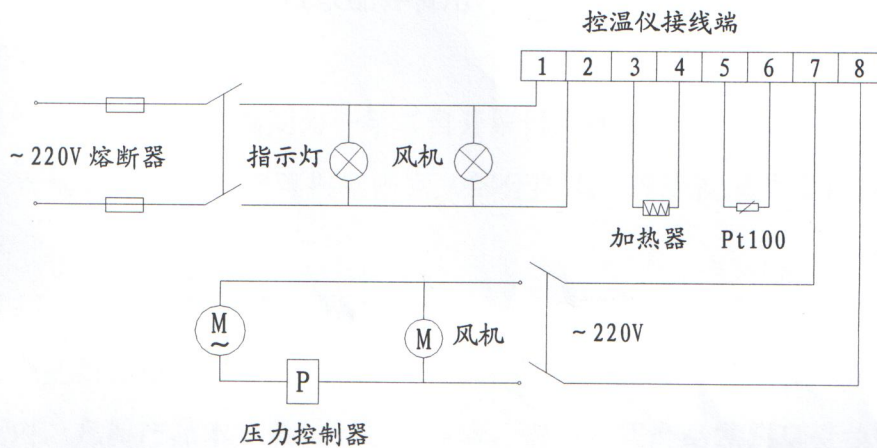 控温仪接线端
1 2 3 4 5 6 7 8
~220V 熔断器 指示灯 风机
加热器 Pt100
M
~
M 风机 ~220V
P
压力控制器